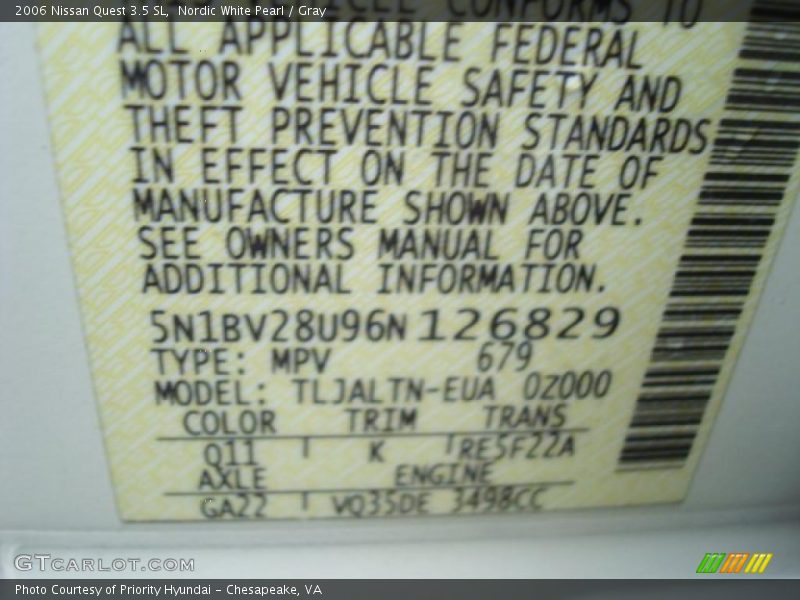 2006 Nissan Quest 3.5 SL, Nordic White Pearl / Gray
VEHICLE CONFORMS TO
ALL APPLICABLE FEDERAL
MOTOR VEHICLE SAFETY AND
THEFT PREVENTION STANDARDS
IN EFFECT ON THE DATE OF
MANUFACTURE SHOWN ABOVE.
SEE OWNERS MANUAL FOR
ADDITIONAL INFORMATION.
5N1BV28U96N126829
TYPE: MPV 679
MODEL: TLJALTN-EUA 0Z000
COLOR TRIM TRANS
Q11 K RE5F22A
AXLE ENGINE
GA22 VQ35DE 3498CC
GTCARLOT.COM
Photo Courtesy of Priority Hyundai – Chesapeake, VA